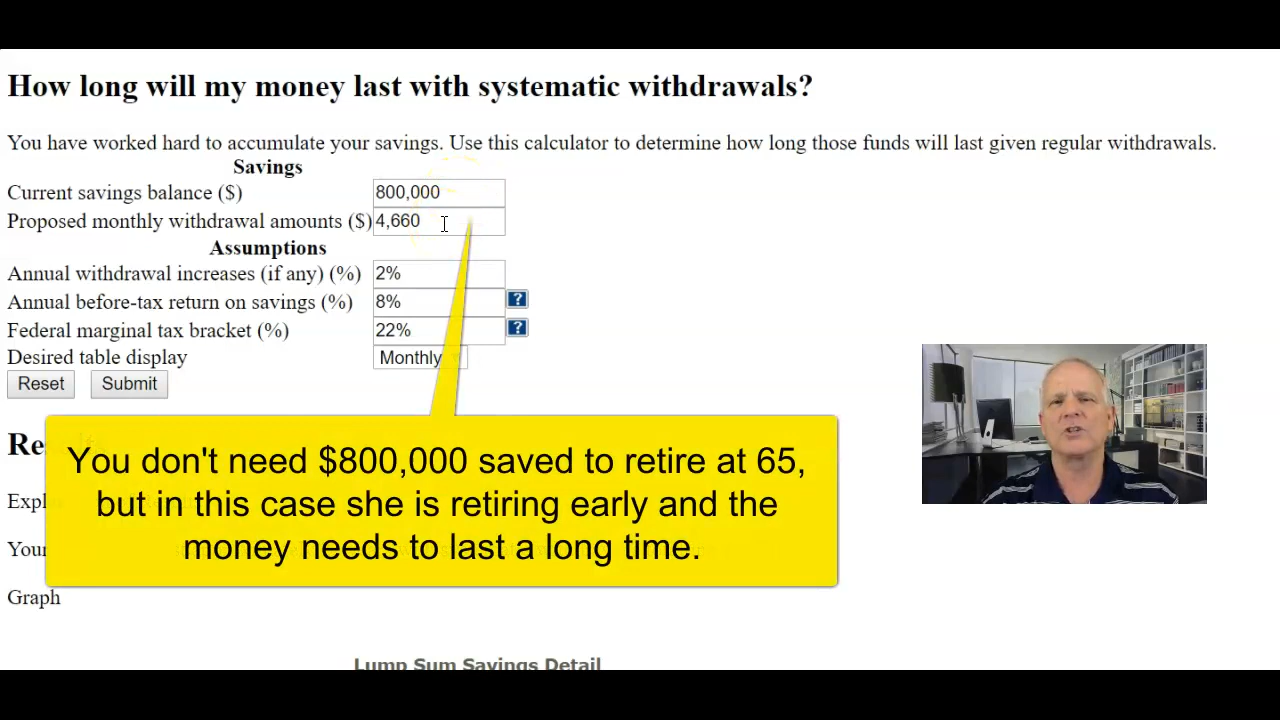 How long will my money last with systematic withdrawals?
You have worked hard to accumulate your savings. Use this calculator to determine how long those funds will last given regular withdrawals.
Savings
Current savings balance ($) 800,000
Proposed monthly withdrawal amounts ($) 4,660
Assumptions
Annual withdrawal increases (if any) (%) 2%
Annual before-tax return on savings (%) 8% ?
Federal marginal tax bracket (%) 22% ?
Desired table display Monthly
Reset Submit
You don't need $800,000 saved to retire at 65,
but in this case she is retiring early and the
money needs to last a long time.
Your
Graph
Lump Sum Savings Detail